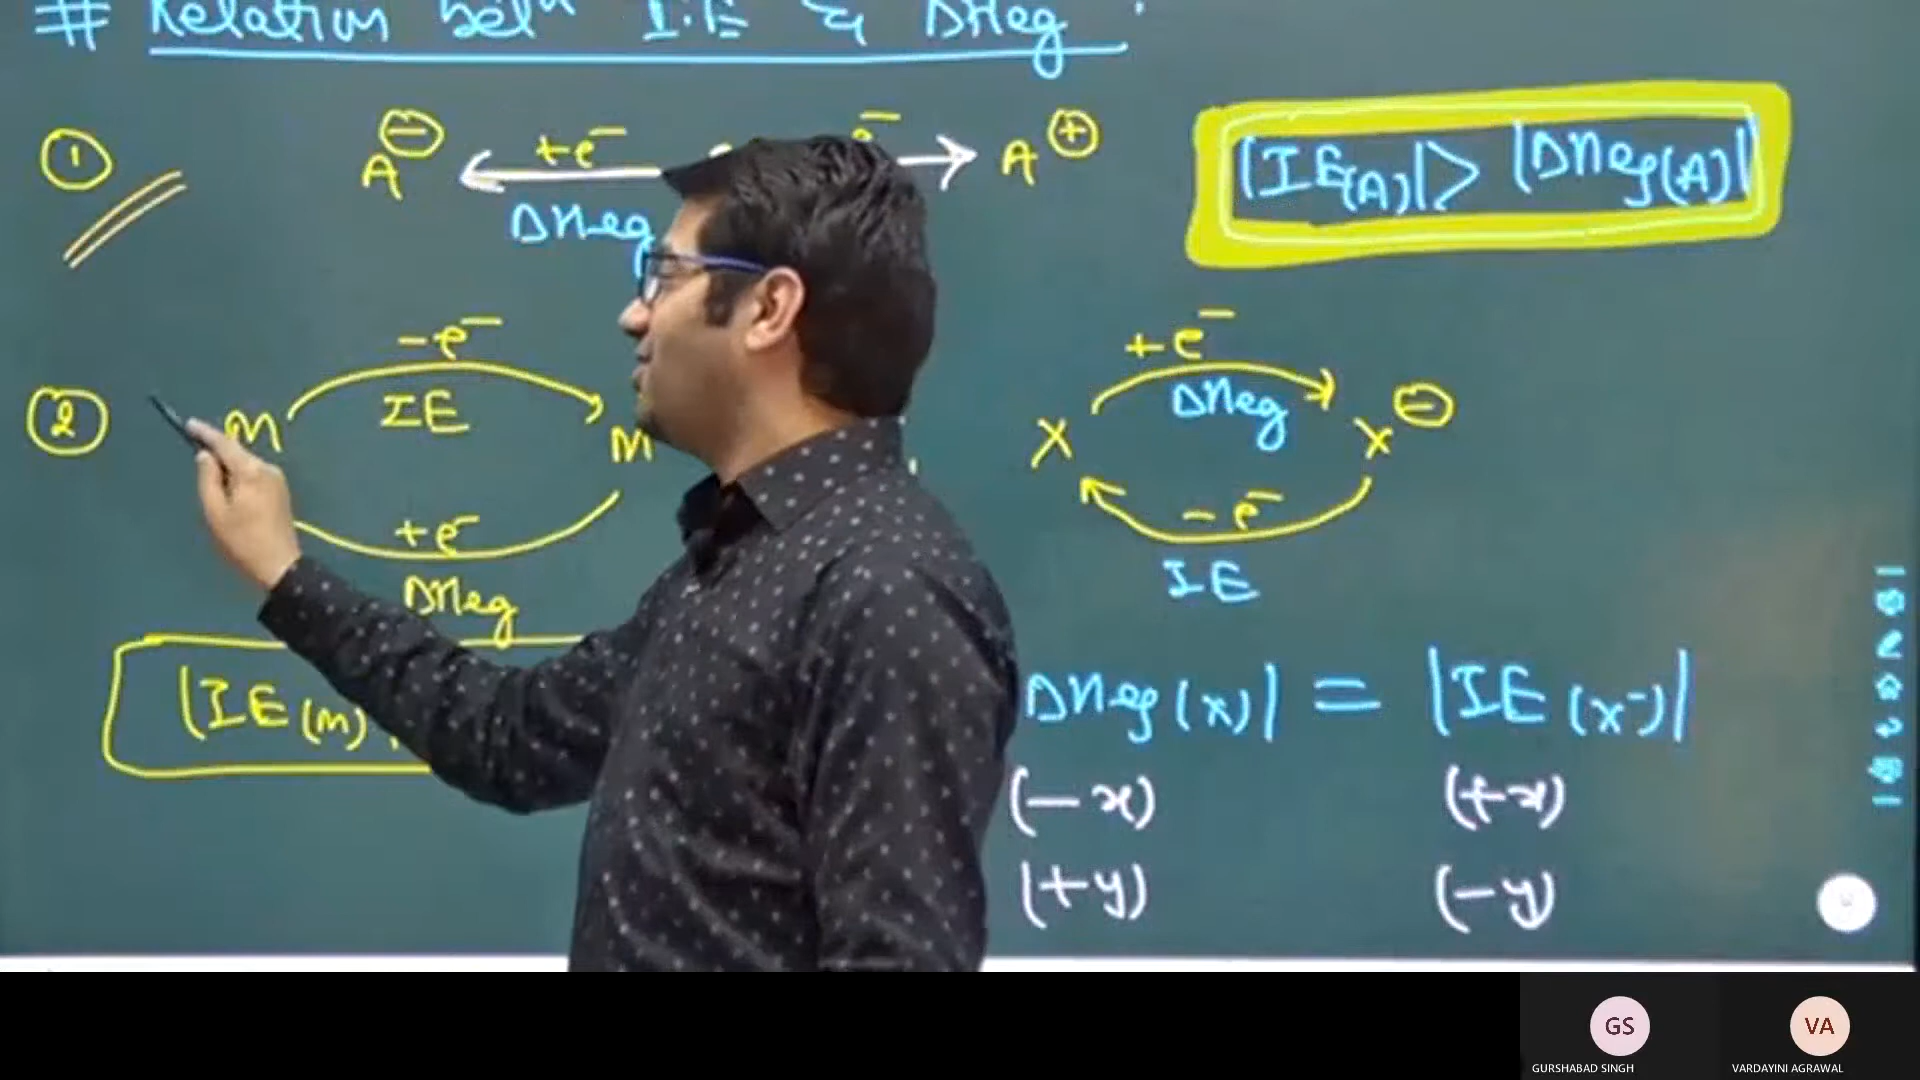 # Relation betn I.E & ΔHeg
① A⊖ +e⁻ e⁻ A⊕ |IE(A)| > |ΔHeg(A)|
ΔHeg
−e⁻ +e⁻
② M IE M X ΔHeg X⊖
+e⁻ −e⁻
ΔHeg IE
|IE(M) ΔHeg(X)| = |IE(X⁻)|
(−x) (+x)
(+y) (−y)
GS VA
GURSHABAD SINGH VARDAYINI AGRAWAL